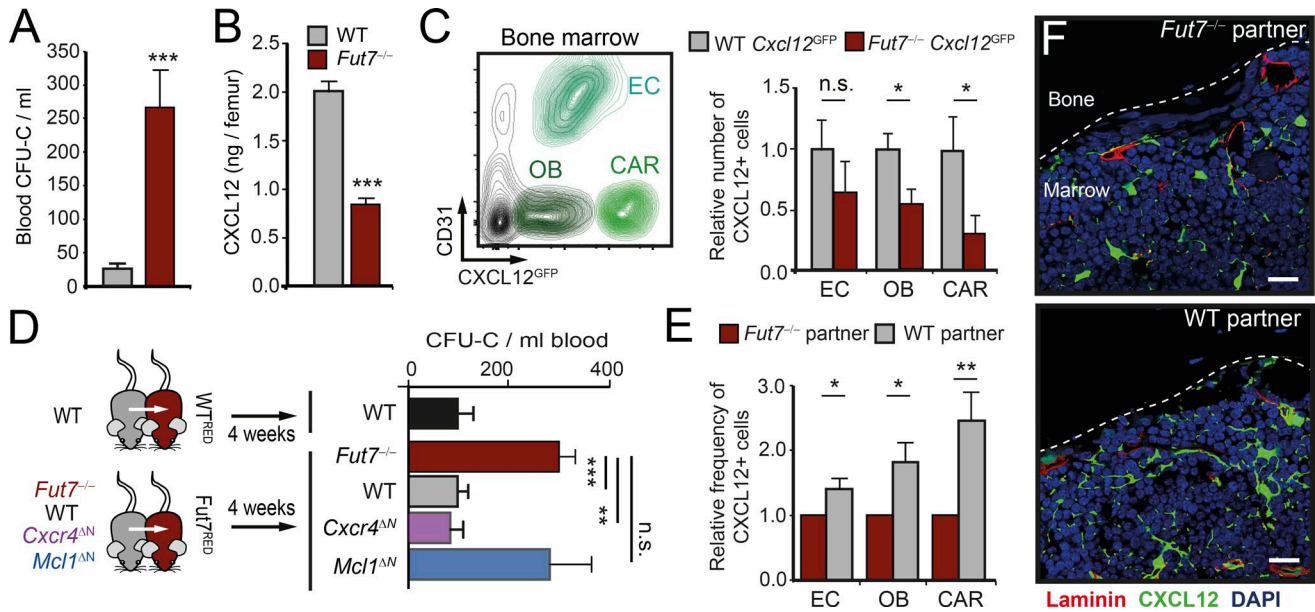 A
Blood CFU-C / ml
350
300
250
200
150
100
50
0
***
B
WT
Fut7–/–
CXCL12 (ng / femur)
2.5
2.0
1.5
1.0
0.5
0.0
***
C
Bone marrow
EC
OB
CAR
CD31
CXCL12GFP
WT Cxcl12GFP
Fut7–/– Cxcl12GFP
Relative number of
CXCL12+ cells
1.0
0.5
0.0
n.s.
*
*
EC OB CAR
D
WT
WTRED
4 weeks
Fut7–/–
WT
Cxcr4ΔN
Mcl1ΔN
Fut7RED
4 weeks
CFU-C / ml blood
0 200 400
WT
Fut7–/–
WT
Cxcr4ΔN
Mcl1ΔN
***
**
n.s.
E
Fut7–/– partner
WT partner
Relative frequency of
CXCL12+ cells
3.0
2.0
1.0
0.0
*
*
**
EC OB CAR
F
Fut7–/– partner
Bone
Marrow
WT partner
Laminin CXCL12 DAPI